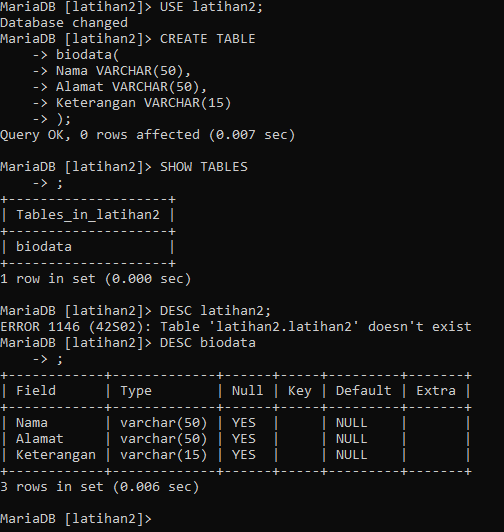 MariaDB [latihan2]> USE latihan2;
Database changed
MariaDB [latihan2]> CREATE TABLE
    -> biodata(
    -> Nama VARCHAR(50),
    -> Alamat VARCHAR(50),
    -> Keterangan VARCHAR(15)
    -> );
Query OK, 0 rows affected (0.007 sec)

MariaDB [latihan2]> SHOW TABLES
    -> ;
+--------------------+
| Tables_in_latihan2 |
+--------------------+
| biodata            |
+--------------------+
1 row in set (0.000 sec)

MariaDB [latihan2]> DESC latihan2;
ERROR 1146 (42S02): Table 'latihan2.latihan2' doesn't exist
MariaDB [latihan2]> DESC biodata
    -> ;
+------------+-------------+------+-----+---------+-------+
| Field      | Type        | Null | Key | Default | Extra |
+------------+-------------+------+-----+---------+-------+
| Nama       | varchar(50) | YES  |     | NULL    |       |
| Alamat     | varchar(50) | YES  |     | NULL    |       |
| Keterangan | varchar(15) | YES  |     | NULL    |       |
+------------+-------------+------+-----+---------+-------+
3 rows in set (0.006 sec)

MariaDB [latihan2]>